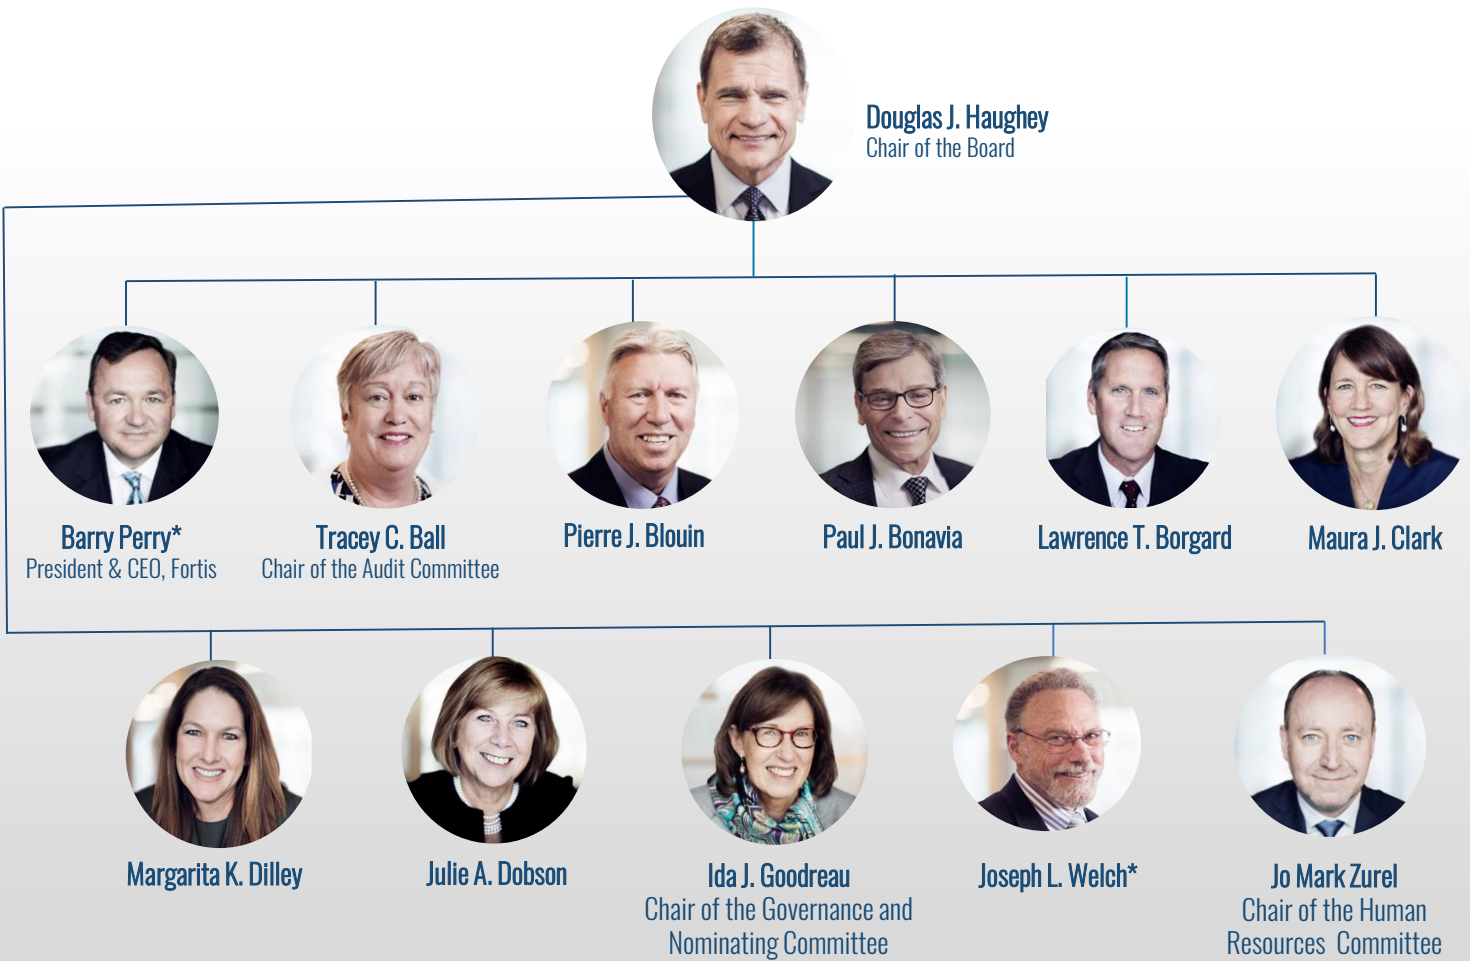 Douglas J. Haughey
Chair of the Board
Barry Perry*
President & CEO, Fortis
Tracey C. Ball
Chair of the Audit Committee
Pierre J. Blouin
Paul J. Bonavia
Lawrence T. Borgard
Maura J. Clark
Margarita K. Dilley
Julie A. Dobson
Ida J. Goodreau
Chair of the Governance and
Nominating Committee
Joseph L. Welch*
Jo Mark Zurel
Chair of the Human
Resources Committee